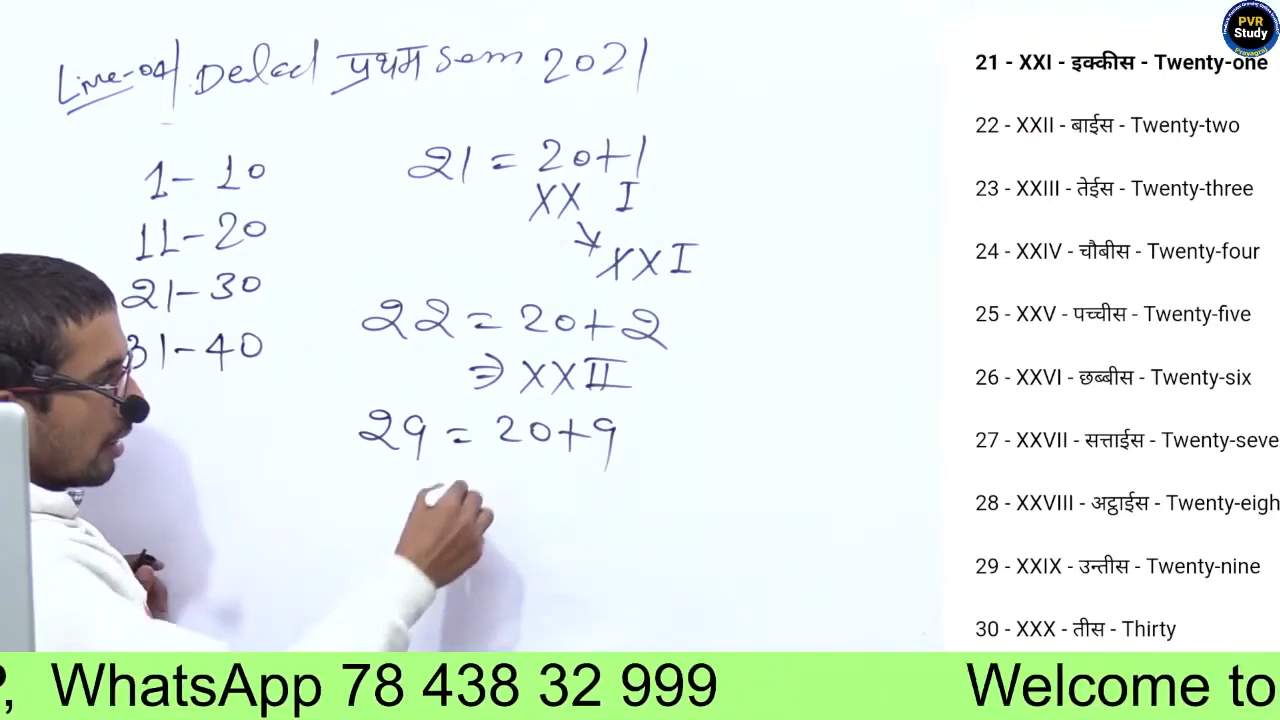 Live-04 Deled प्रथम Sem 2021
1 - 10
11 - 20
21 - 30
31 - 40
21 = 20+1
XX I
XXI
22 = 20+2
⇒ XXII
29 = 20+9
PVR
Study
Prayagraj
21 - XXI - इक्कीस - Twenty-one
22 - XXII - बाईस - Twenty-two
23 - XXIII - तेईस - Twenty-three
24 - XXIV - चौबीस - Twenty-four
25 - XXV - पच्चीस - Twenty-five
26 - XXVI - छब्बीस - Twenty-six
27 - XXVII - सत्ताईस - Twenty-seve
28 - XXVIII - अट्ठाईस - Twenty-eigh
29 - XXIX - उन्तीस - Twenty-nine
30 - XXX - तीस - Thirty
WhatsApp 78 438 32 999 Welcome to